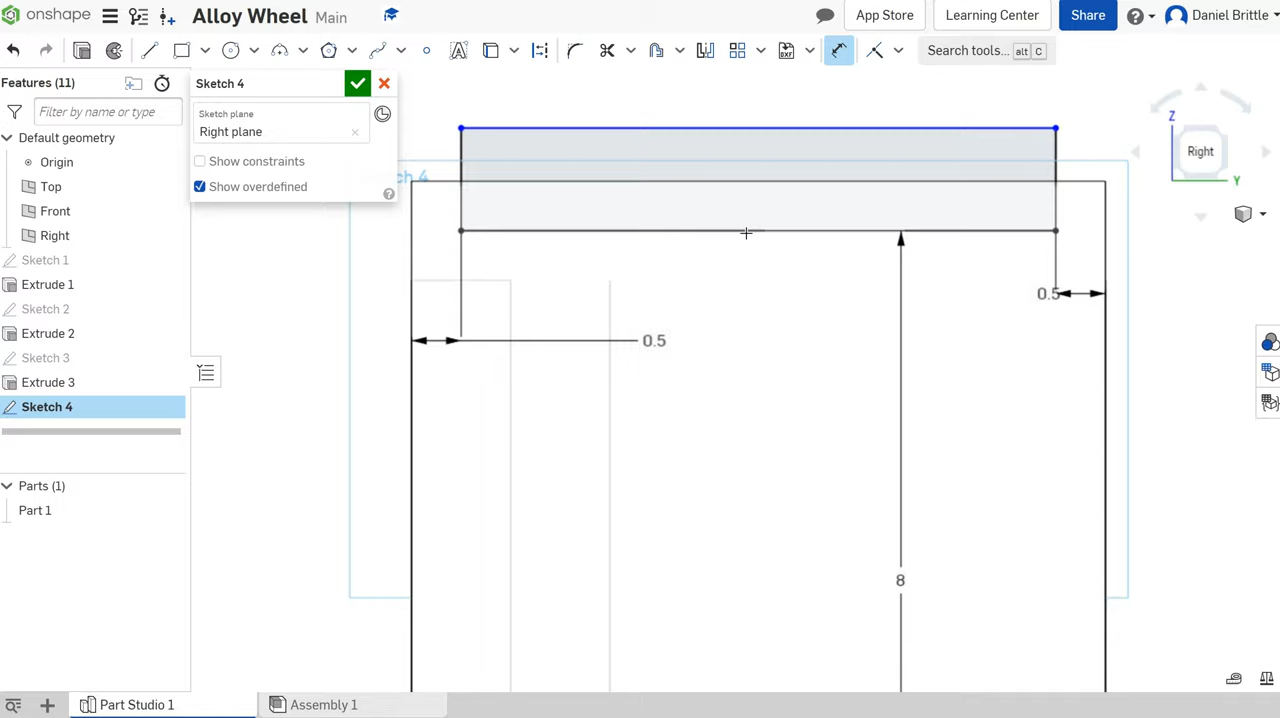 onshape Alloy Wheel Main App Store Learning Center Share Daniel Brittle
Search tools... alt C
Features (11)
Filter by name or type
Default geometry
Origin
Top
Front
Right
Sketch 1
Extrude 1
Sketch 2
Extrude 2
Sketch 3
Extrude 3
Sketch 4
Parts (1)
Part 1
Sketch 4
Sketch plane
Right plane
Show constraints
Show overdefined
Z
Right
Y
0.5
0.5
8
Part Studio 1
Assembly 1